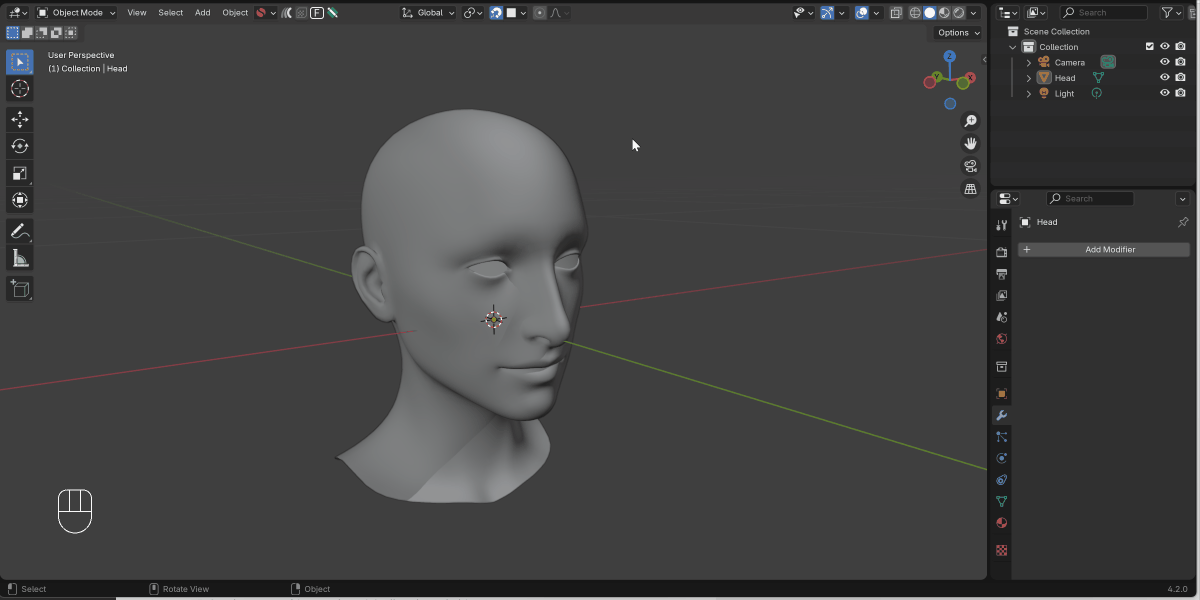 Object Mode View Select Add Object F Global Search
Options
User Perspective
(1) Collection | Head
Z
Y
X
Scene Collection
Collection
Camera
Head
Light
Search
Head
+ Add Modifier
Select Rotate View Object 4.2.0